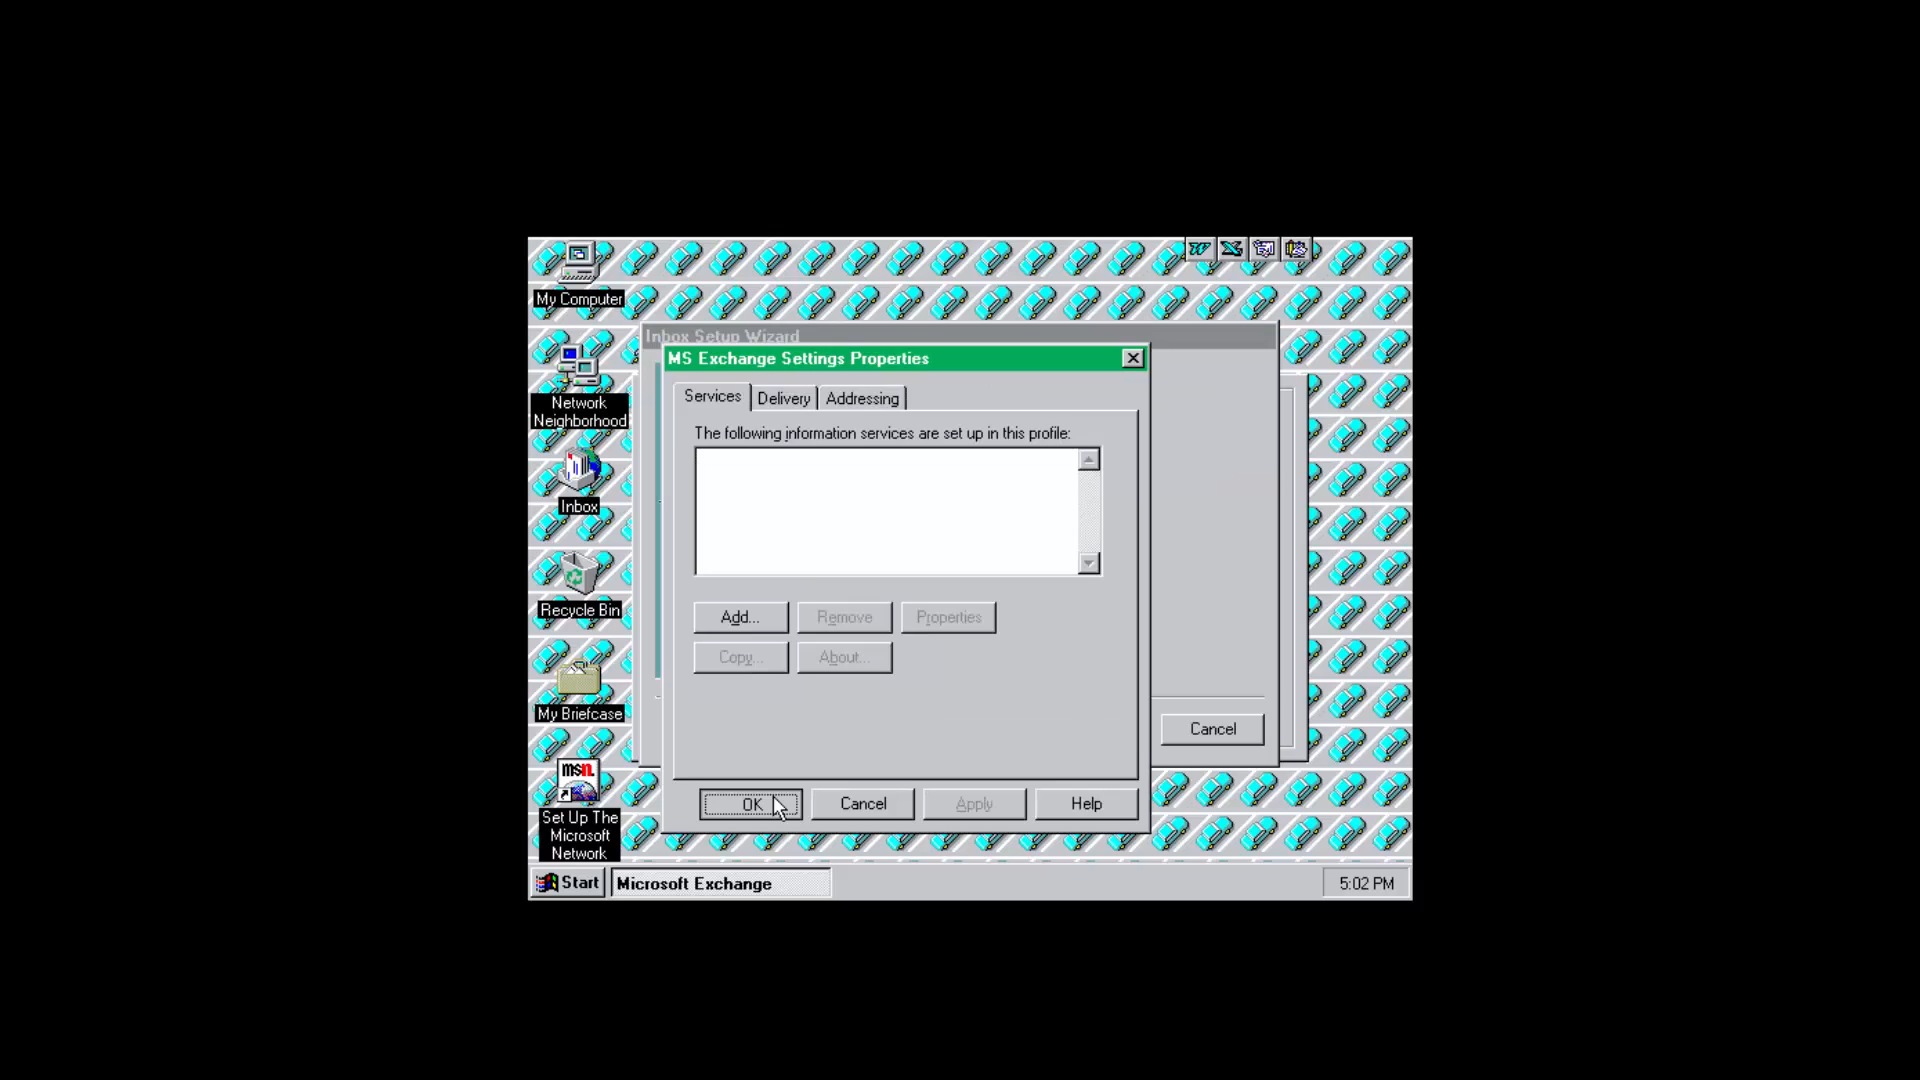 My Computer
Network
Neighborhood
Inbox
Recycle Bin
My Briefcase
msn.
Set Up The
Microsoft
Network
Inbox Setup Wizard
MS Exchange Settings Properties
Services
Delivery
Addressing
The following information services are set up in this profile:
Add...
Remove
Properties
Copy...
About...
OK
Cancel
Apply
Help
Cancel
Start
Microsoft Exchange
5:02 PM